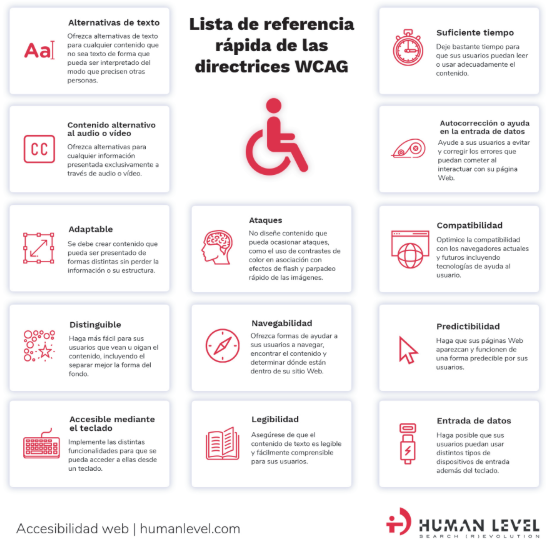 Lista de referencia
rápida de las
directrices WCAG
Aa
Alternativas de texto
Ofrezca alternativas de texto
para cualquier contenido que
no sea texto de forma que
pueda ser interpretado del
modo que precisen otras
personas.
CC
Contenido alternativo
al audio o vídeo
Ofrezca alternativas para
cualquier información
presentada exclusivamente a
través de audio o vídeo.
Adaptable
Se debe crear contenido que
pueda ser presentado de
formas distintas sin perder la
información o su estructura.
Distinguible
Haga más fácil para sus
usuarios que vean u oigan el
contenido, incluyendo el
separar mejor la forma del
fondo.
Accesible mediante
el teclado
Implemente las distintas
funcionalidades para que se
pueda acceder a ellas desde
un teclado.
Ataques
No diseñe contenido que
pueda ocasionar ataques,
como el uso de contrastes de
color en asociación con
efectos de flash y parpadeo
rápido de las imágenes.
Navegabilidad
Ofrezca formas de ayudar a
sus usuarios a navegar,
encontrar el contenido y
determinar dónde están
dentro de su sitio Web.
Legibilidad
Asegúrese de que el
contenido de texto es legible
y fácilmente comprensible
para sus usuarios.
Suficiente tiempo
Deje bastante tiempo para
que sus usuarios puedan leer
o usar adecuadamente el
contenido.
Autocorrección o ayuda
en la entrada de datos
Ayude a sus usuarios a evitar
y corregir los errores que
puedan cometer al
interactuar con su página
Web.
Compatibilidad
Optimice la compatibilidad
con los navegadores actuales
y futuros incluyendo
tecnologías de ayuda al
usuario.
Predictibilidad
Haga que sus páginas Web
aparezcan y funcionen de
una forma predecible por sus
usuarios.
Entrada de datos
Haga posible que sus
usuarios puedan usar
distintos tipos de
dispositivos de entrada
además del teclado.
Accesibilidad web | humanlevel.com
HUMAN LEVEL
SEARCH (R)EVOLUTION